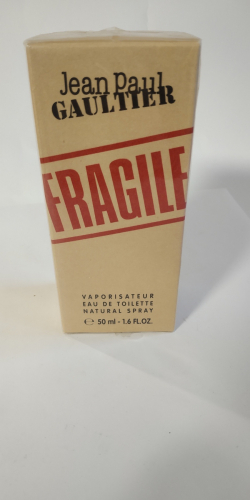 Jean Paul
GAULTIER
FRAGILE
VAPORISATEUR
EAU DE TOILETTE
NATURAL SPRAY
℮ 50 ml - 1.6 FL.OZ.